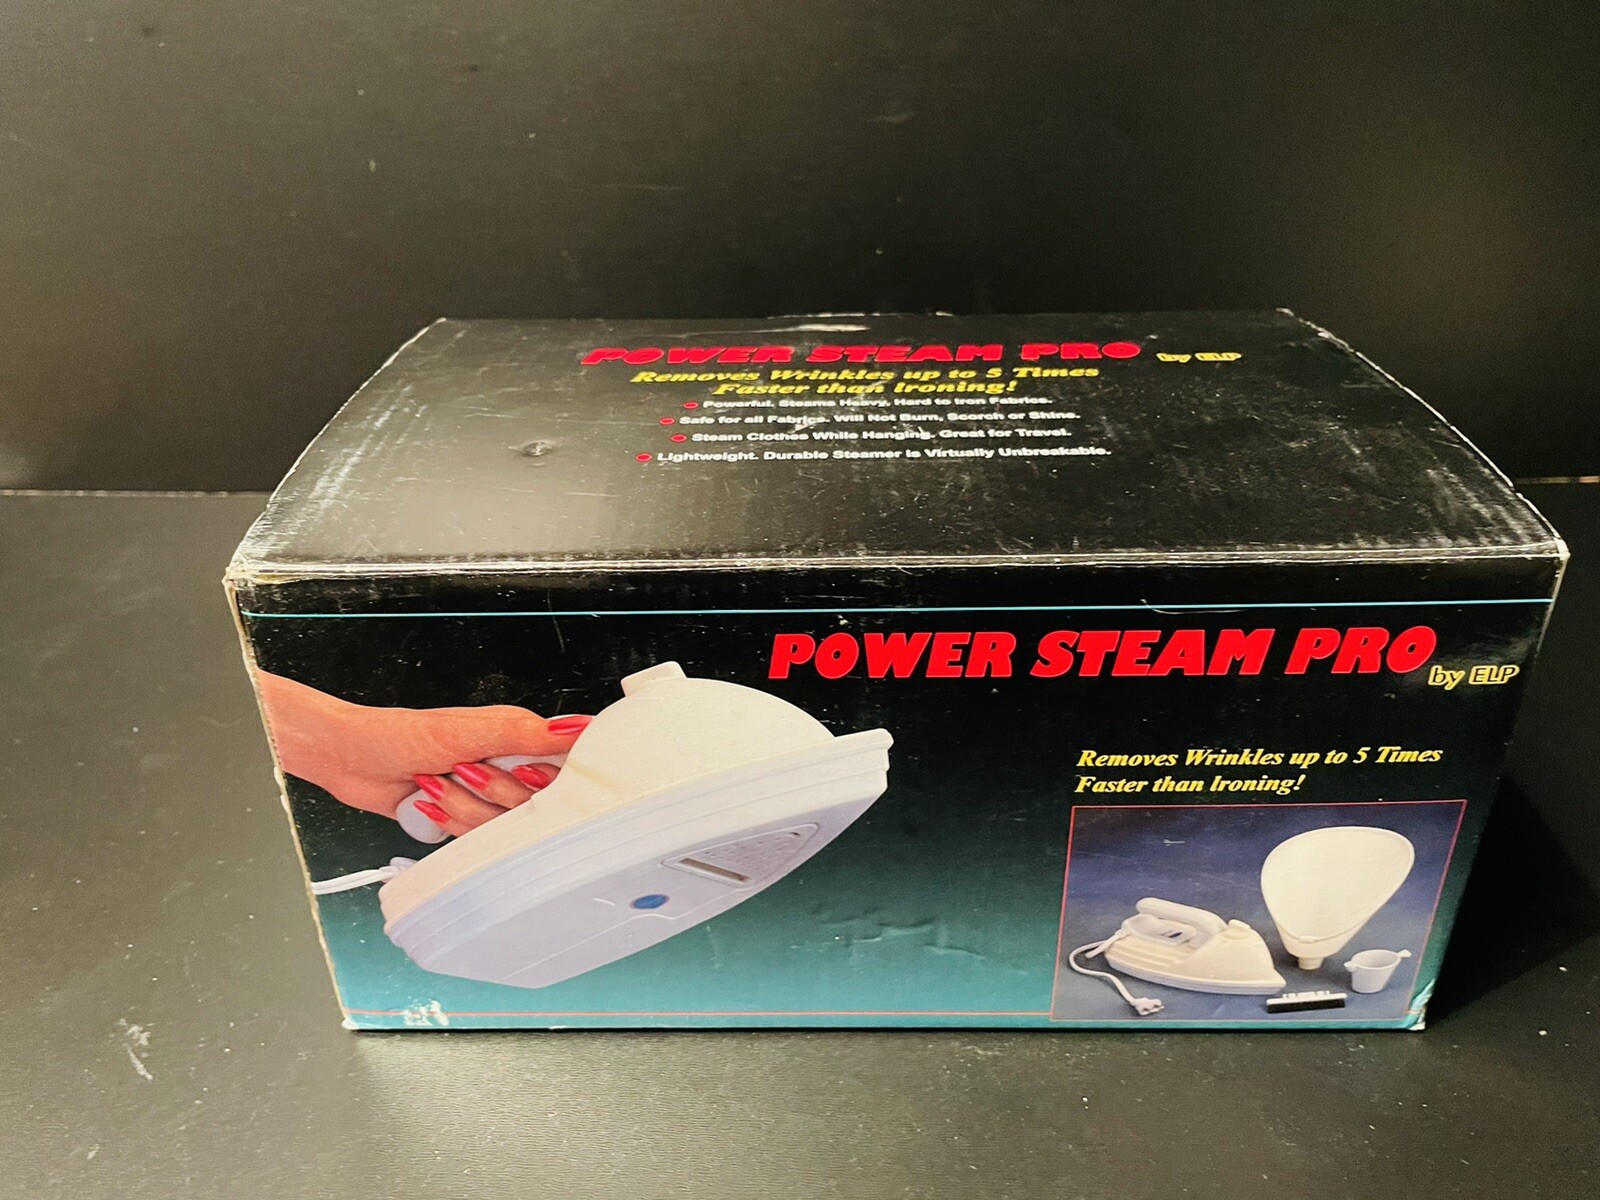 POWER STEAM PRO by ELP
Removes Wrinkles up to 5 Times
Faster than Ironing!
Powerful. Steams Heavy, Hard to Iron Fabrics.
Safe for all Fabrics. Will Not Burn, Scorch or Shine.
Steam Clothes While Hanging. Great for Travel.
Lightweight. Durable Steamer is Virtually Unbreakable.
POWER STEAM PRO by ELP
Removes Wrinkles up to 5 Times
Faster than Ironing!